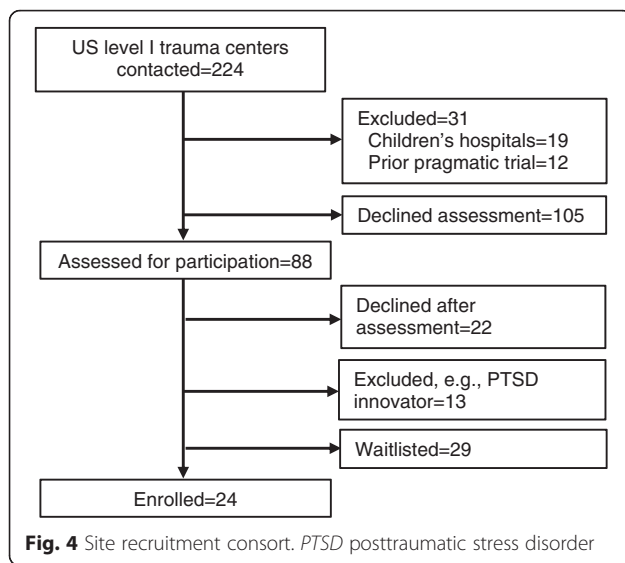 US level I trauma centers
contacted=224
Excluded=31
Children's hospitals=19
Prior pragmatic trial=12
Declined assessment=105
Assessed for participation=88
Declined after
assessment=22
Excluded, e.g., PTSD
innovator=13
Waitlisted=29
Enrolled=24
Fig. 4 Site recruitment consort. PTSD posttraumatic stress disorder